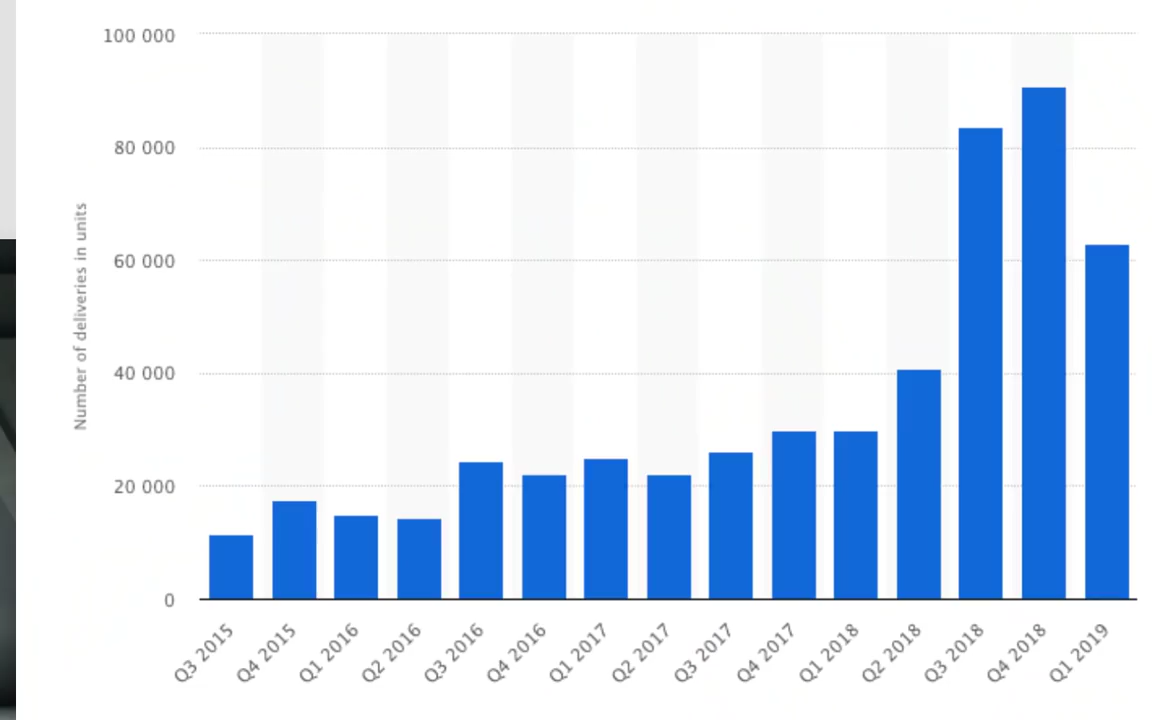 100 000
80 000
60 000
40 000
20 000
0
Number of deliveries in units
Q3 2015
Q4 2015
Q1 2016
Q2 2016
Q3 2016
Q4 2016
Q1 2017
Q2 2017
Q3 2017
Q4 2017
Q1 2018
Q2 2018
Q3 2018
Q4 2018
Q1 2019